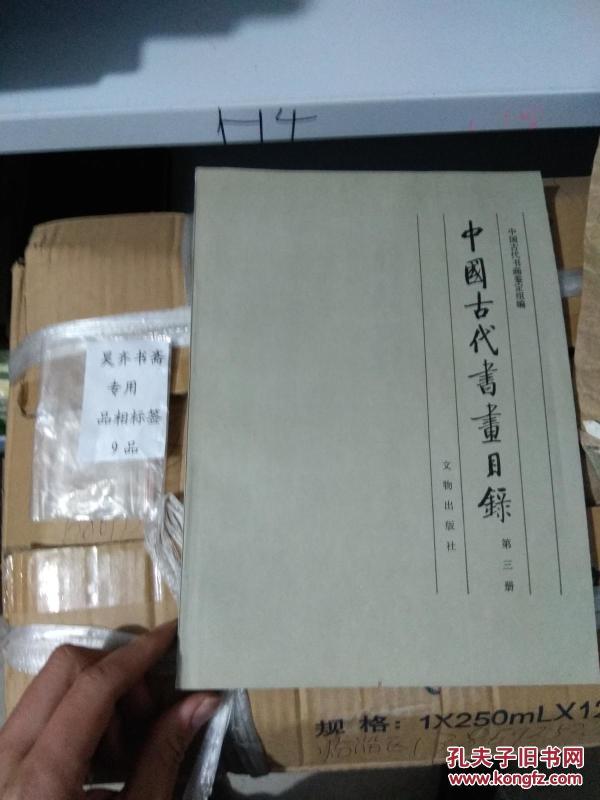 H4
中国古代书画鉴定组编
中國古代書畫目錄
第三册
文物出版社
昊齐书斋
专用
品相标签
9品
规格：1X250mLX12
孔夫子旧书网
www.kongfz.com